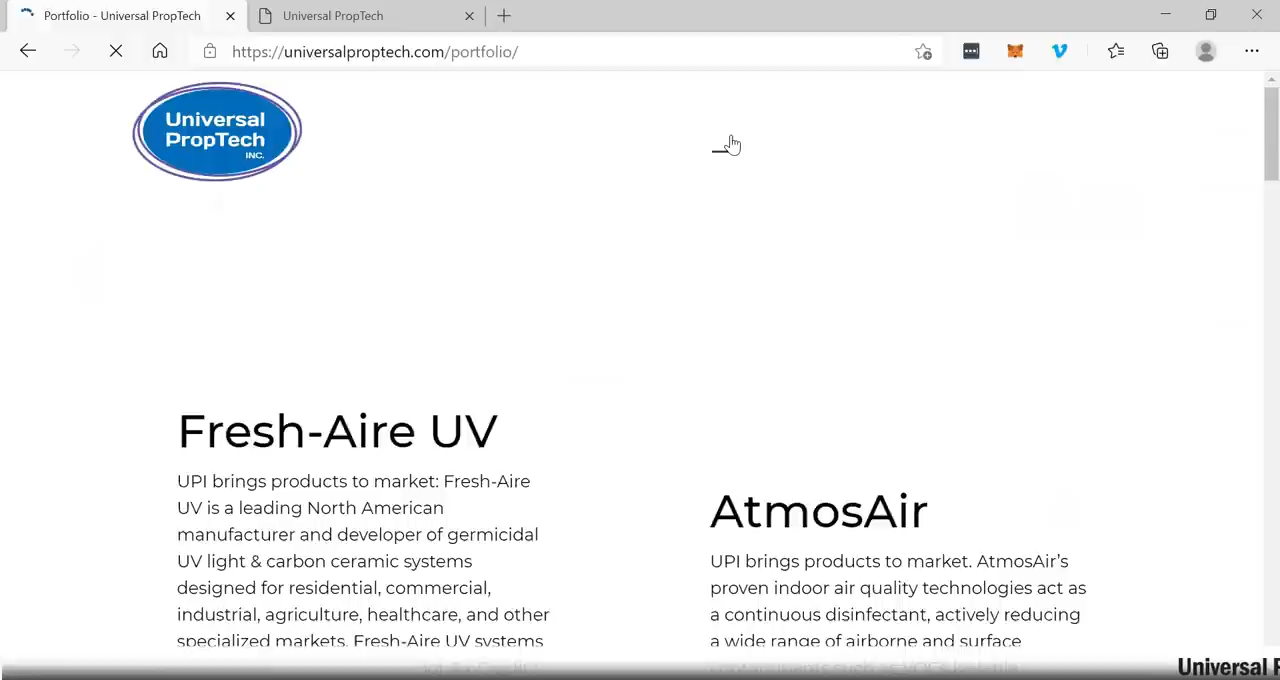 Portfolio - Universal PropTech
Universal PropTech
https://universalproptech.com/portfolio/
Universal
PropTech
INC.
Fresh-Aire UV
UPI brings products to market: Fresh-Aire
UV is a leading North American
manufacturer and developer of germicidal
UV light & carbon ceramic systems
designed for residential, commercial,
industrial, agriculture, healthcare, and other
specialized markets. Fresh-Aire UV systems
AtmosAir
UPI brings products to market. AtmosAir’s
proven indoor air quality technologies act as
a continuous disinfectant, actively reducing
a wide range of airborne and surface
Universal